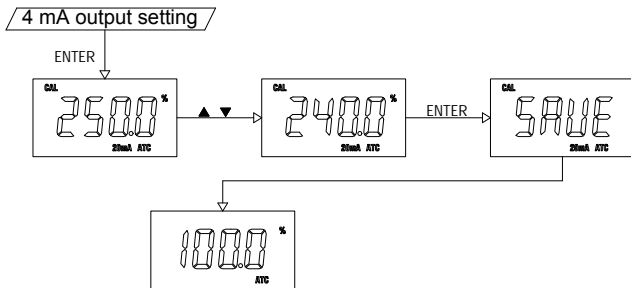 4 mA output setting
ENTER
CAL
250.0 %
20mA ATC
▲ ▼
CAL
240.0 %
20mA ATC
ENTER
CAL
SAVE
20mA ATC
100.0 %
ATC